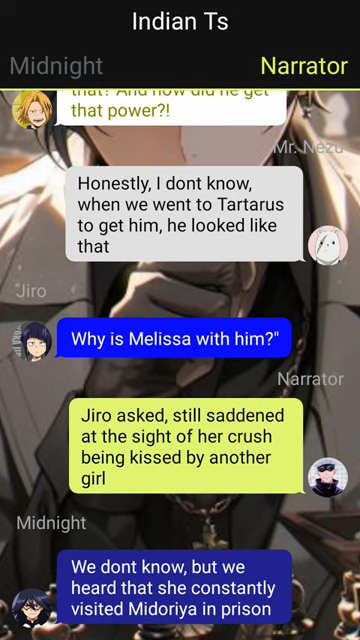 Indian Ts
Midnight
Narrator
that? And how did he get
that power?!
Mr. Nezu
Honestly, I dont know,
when we went to Tartarus
to get him, he looked like
that
Jiro
Why is Melissa with him?"
Narrator
Jiro asked, still saddened
at the sight of her crush
being kissed by another
girl
Midnight
We dont know, but we
heard that she constantly
visited Midoriya in prison